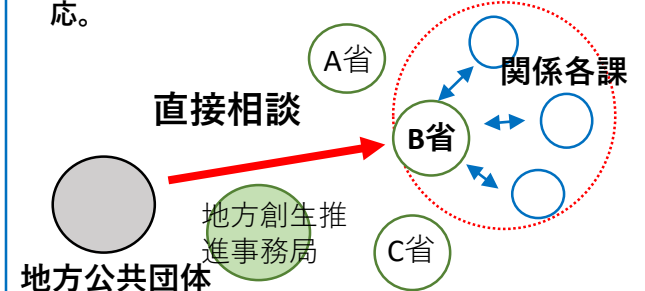 応。
A省
関係各課
直接相談
B省
地方創生推
進事務局
C省
地方公共団体